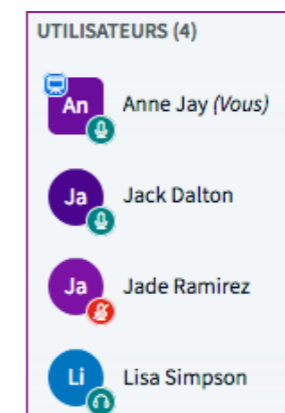 UTILISATEURS (4)
An Anne Jay (Vous)
Ja Jack Dalton
Ja Jade Ramirez
Li Lisa Simpson